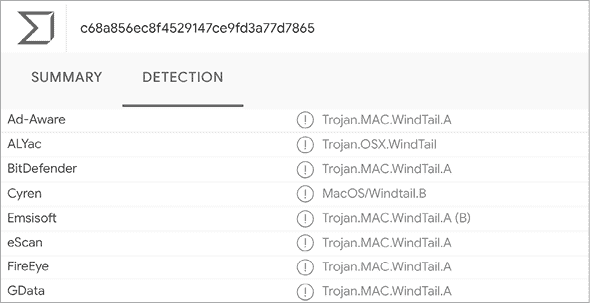 c68a856ec8f4529147ce9fd3a77d7865
SUMMARY DETECTION
Ad-Aware Trojan.MAC.WindTail.A
ALYac Trojan.OSX.WindTail
BitDefender Trojan.MAC.WindTail.A
Cyren MacOS/Windtail.B
Emsisoft Trojan.MAC.WindTail.A (B)
eScan Trojan.MAC.WindTail.A
FireEye Trojan.MAC.WindTail.A
GData Trojan.MAC.WindTail.A